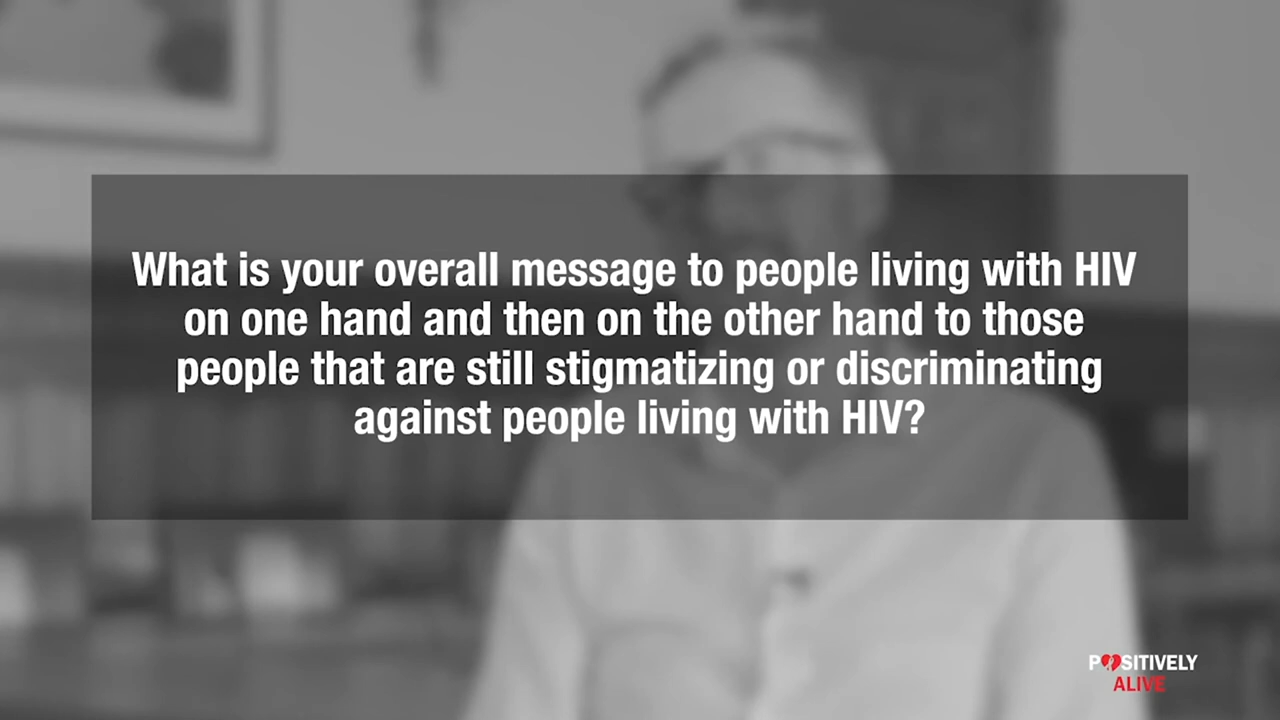 What is your overall message to people living with HIV
on one hand and then on the other hand to those
people that are still stigmatizing or discriminating
against people living with HIV?
POSITIVELY
ALIVE